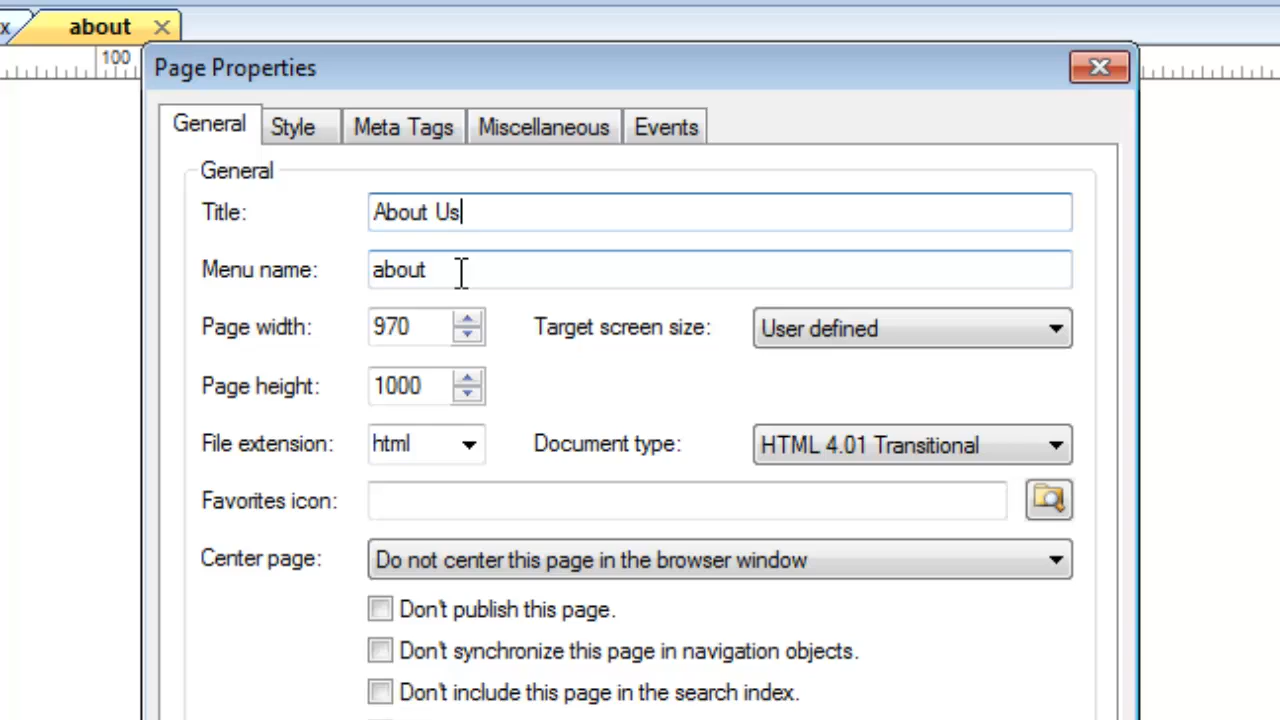 x about
100
Page Properties
General Style Meta Tags Miscellaneous Events
General
Title: About Us
Menu name: about
Page width: 970 Target screen size: User defined
Page height: 1000
File extension: html Document type: HTML 4.01 Transitional
Favorites icon:
Center page: Do not center this page in the browser window
Don't publish this page.
Don't synchronize this page in navigation objects.
Don't include this page in the search index.